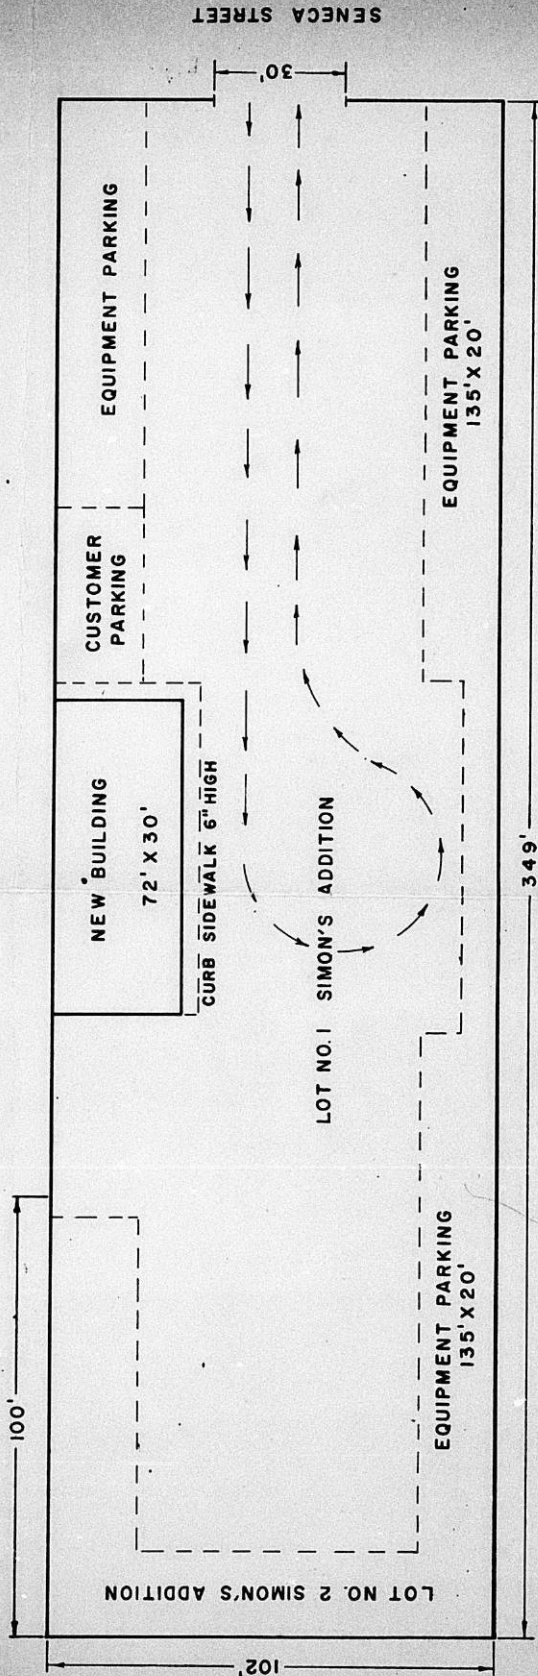 SENECA STREET
30'
EQUIPMENT PARKING
CUSTOMER
PARKING
EQUIPMENT PARKING
135' X 20'
NEW BUILDING
72' X 30'
CURB SIDEWALK 6" HIGH
LOT NO. 1 SIMON'S ADDITION
349'
100'
EQUIPMENT PARKING
135' X 20'
LOT NO. 2 SIMON'S ADDITION
102'